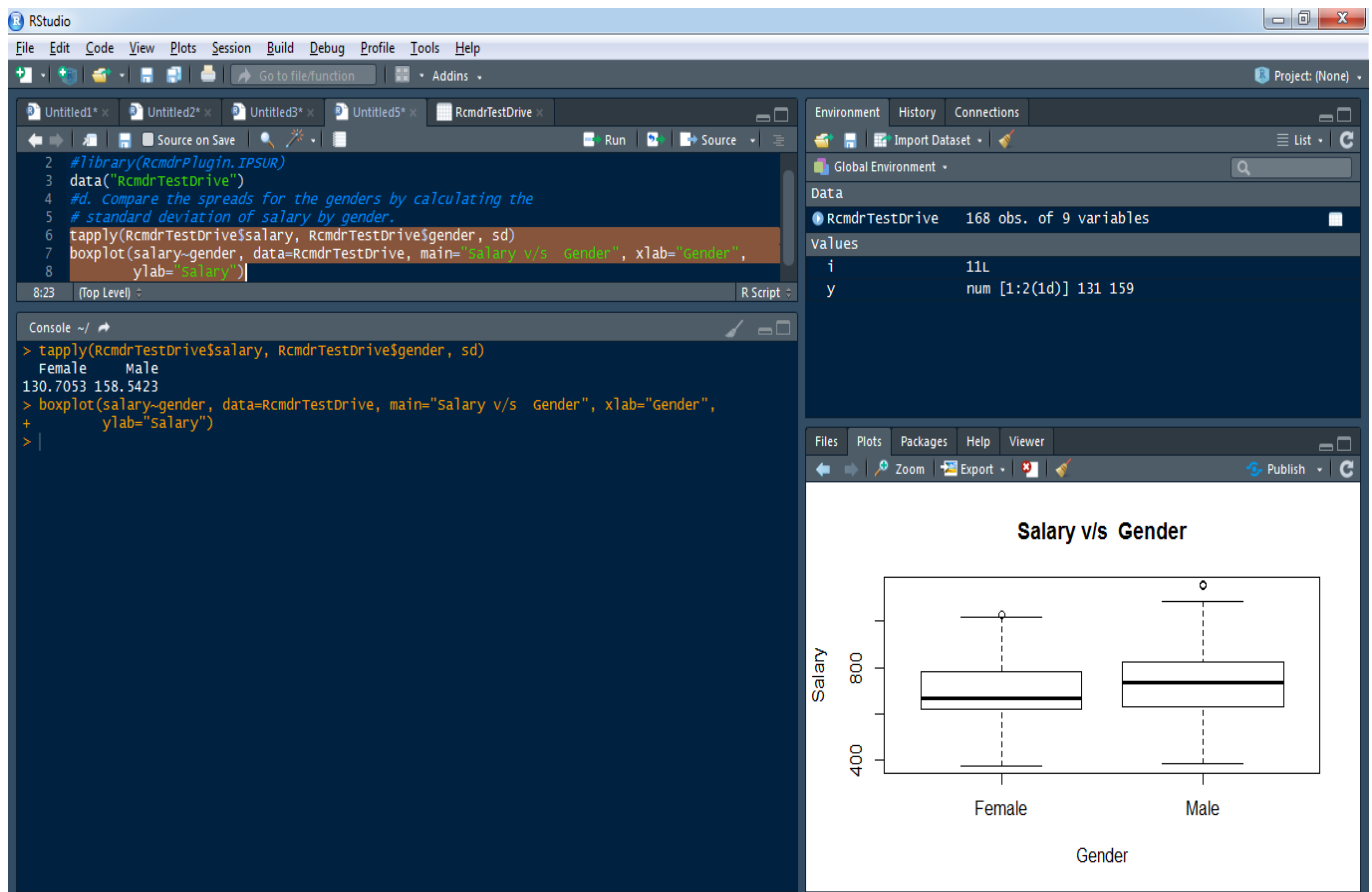 RStudio
File Edit Code View Plots Session Build Debug Profile Tools Help
Go to file/function Addins Project: (None)
Untitled1* Untitled2* Untitled3* Untitled5* RcmdrTestDrive
Source on Save Run Source
2 #library(RcmdrPlugin.IPSUR)
3 data("RcmdrTestDrive")
4 #d. Compare the spreads for the genders by calculating the
5 # standard deviation of salary by gender.
6 tapply(RcmdrTestDrive$salary, RcmdrTestDrive$gender, sd)
7 boxplot(salary~gender, data=RcmdrTestDrive, main="Salary v/s  Gender", xlab="Gender",
8 ylab="Salary")
8:23 (Top Level) R Script
Console ~/
> tapply(RcmdrTestDrive$salary, RcmdrTestDrive$gender, sd)
Female Male
130.7053 158.5423
> boxplot(salary~gender, data=RcmdrTestDrive, main="Salary v/s  Gender", xlab="Gender",
+ ylab="Salary")
>
Environment History Connections
Import Dataset List
Global Environment
Data
RcmdrTestDrive 168 obs. of 9 variables
Values
i 11L
y num [1:2(1d)] 131 159
Files Plots Packages Help Viewer
Zoom Export Publish
Salary v/s  Gender
Salary
800
400
Female Male
Gender